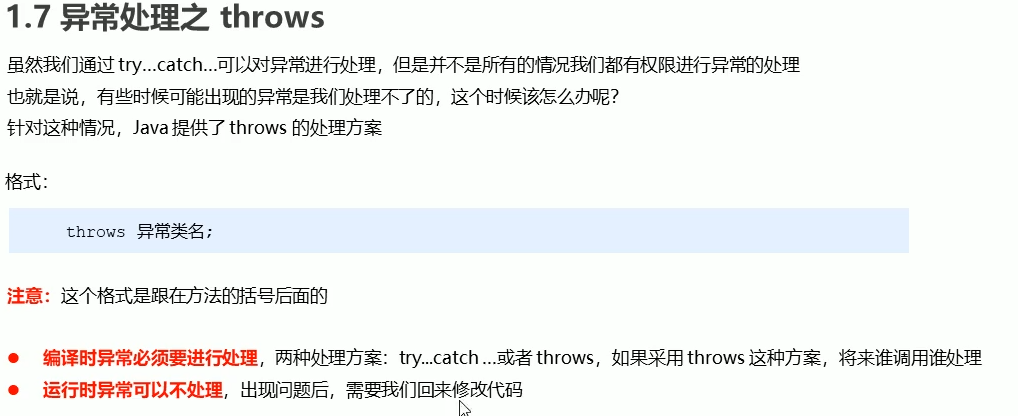 1.7 异常处理之 throws
虽然我们通过 try...catch...可以对异常进行处理，但是并不是所有的情况我们都有权限进行异常的处理
也就是说，有些时候可能出现的异常是我们处理不了的，这个时候该怎么办呢？
针对这种情况，Java 提供了 throws 的处理方案
格式：
throws 异常类名;
注意：这个格式是跟在方法的括号后面的
● 编译时异常必须要进行处理，两种处理方案：try...catch ...或者 throws，如果采用 throws 这种方案，将来谁调用谁处理
● 运行时异常可以不处理，出现问题后，需要我们回来修改代码